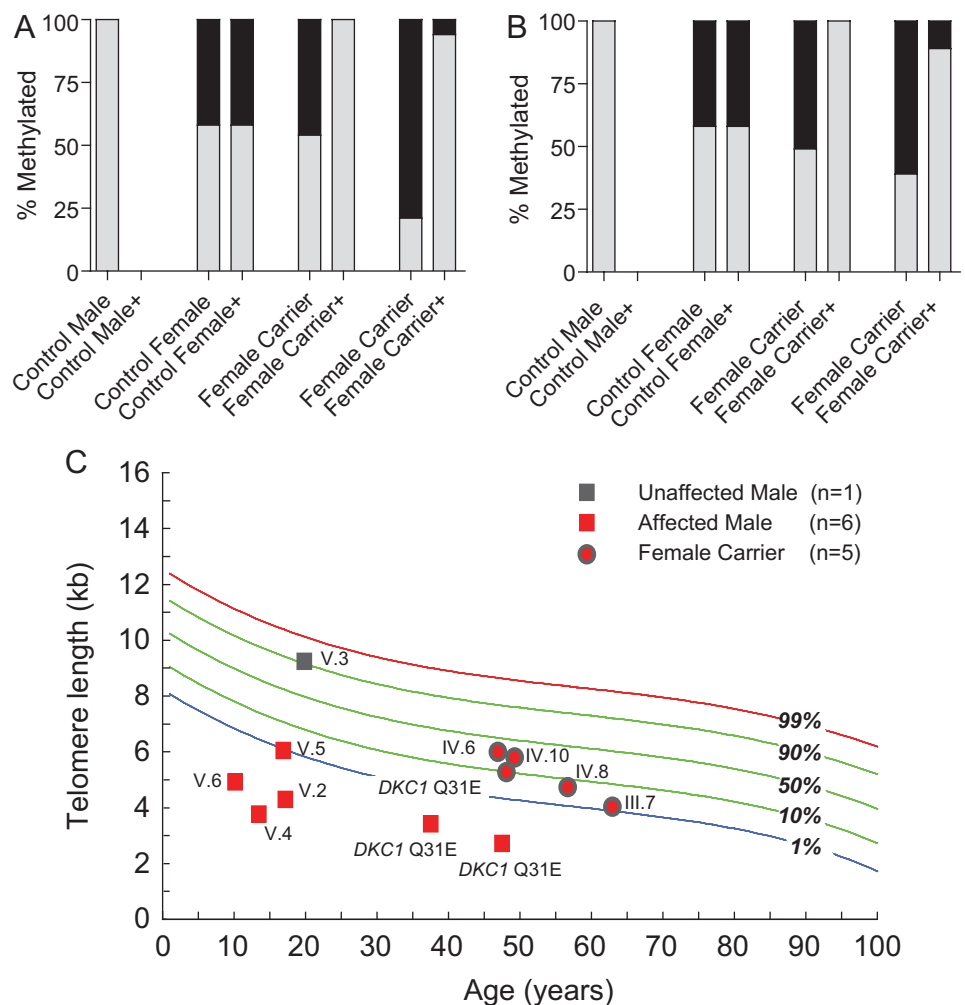 A
% Methylated
100
75
50
25
0
Control Male
Control Male+
Control Female
Control Female+
Female Carrier
Female Carrier+
Female Carrier
Female Carrier+
B
% Methylated
100
75
50
25
0
Control Male
Control Male+
Control Female
Control Female+
Female Carrier
Female Carrier+
Female Carrier
Female Carrier+
C
Telomere length (kb)
16
14
12
10
8
6
4
2
0
Unaffected Male (n=1)
Affected Male (n=6)
Female Carrier (n=5)
V.3
V.5
V.6
V.2
V.4
IV.6
IV.10
DKC1 Q31E
IV.8
III.7
DKC1 Q31E
DKC1 Q31E
99%
90%
50%
10%
1%
0 10 20 30 40 50 60 70 80 90 100
Age (years)